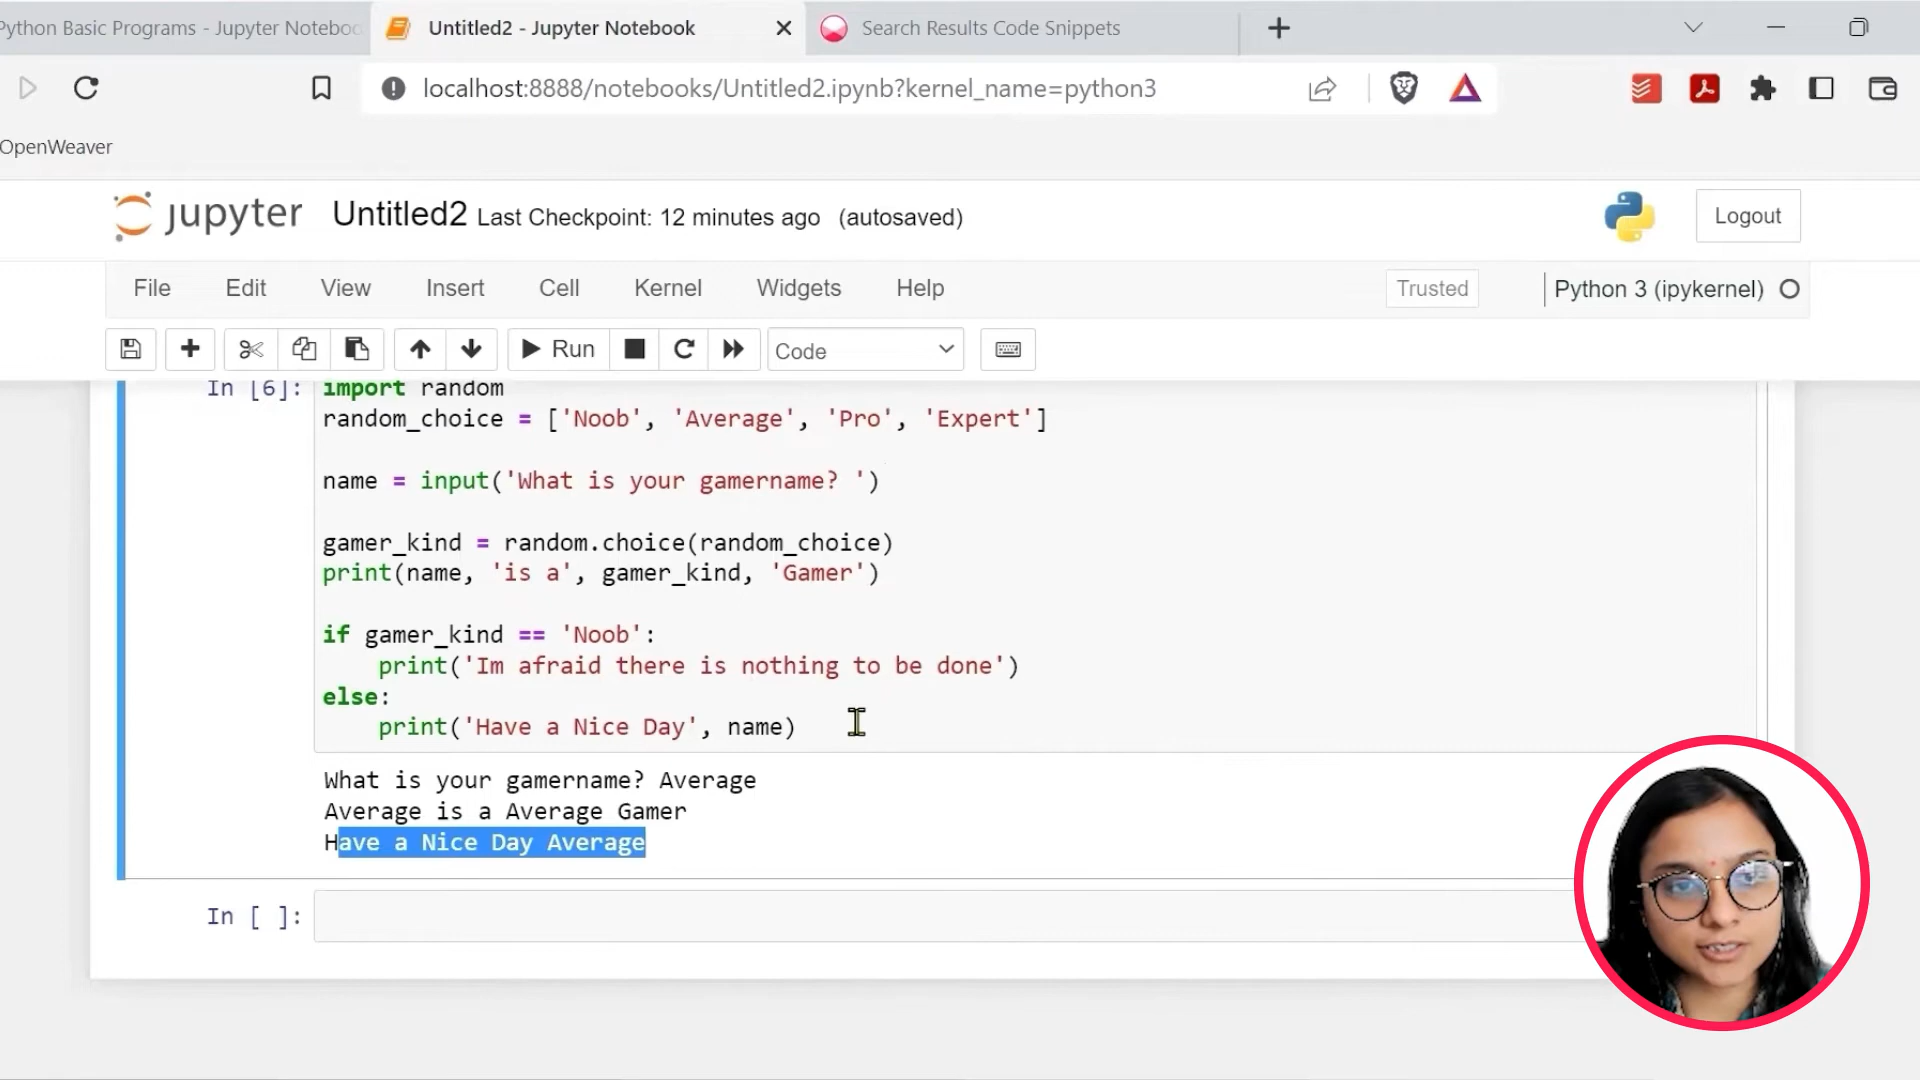 Python Basic Programs - Jupyter Noteboo
Untitled2 - Jupyter Notebook
Search Results Code Snippets
localhost:8888/notebooks/Untitled2.ipynb?kernel_name=python3
OpenWeaver
jupyter Untitled2 Last Checkpoint: 12 minutes ago (autosaved)
Logout
File Edit View Insert Cell Kernel Widgets Help
Trusted
Python 3 (ipykernel)
Run
Code
In [6]: import random
random_choice = ['Noob', 'Average', 'Pro', 'Expert']
name = input('What is your gamername? ')
gamer_kind = random.choice(random_choice)
print(name, 'is a', gamer_kind, 'Gamer')
if gamer_kind == 'Noob':
    print('Im afraid there is nothing to be done')
else:
    print('Have a Nice Day', name)
What is your gamername? Average
Average is a Average Gamer
Have a Nice Day Average
In [ ]: